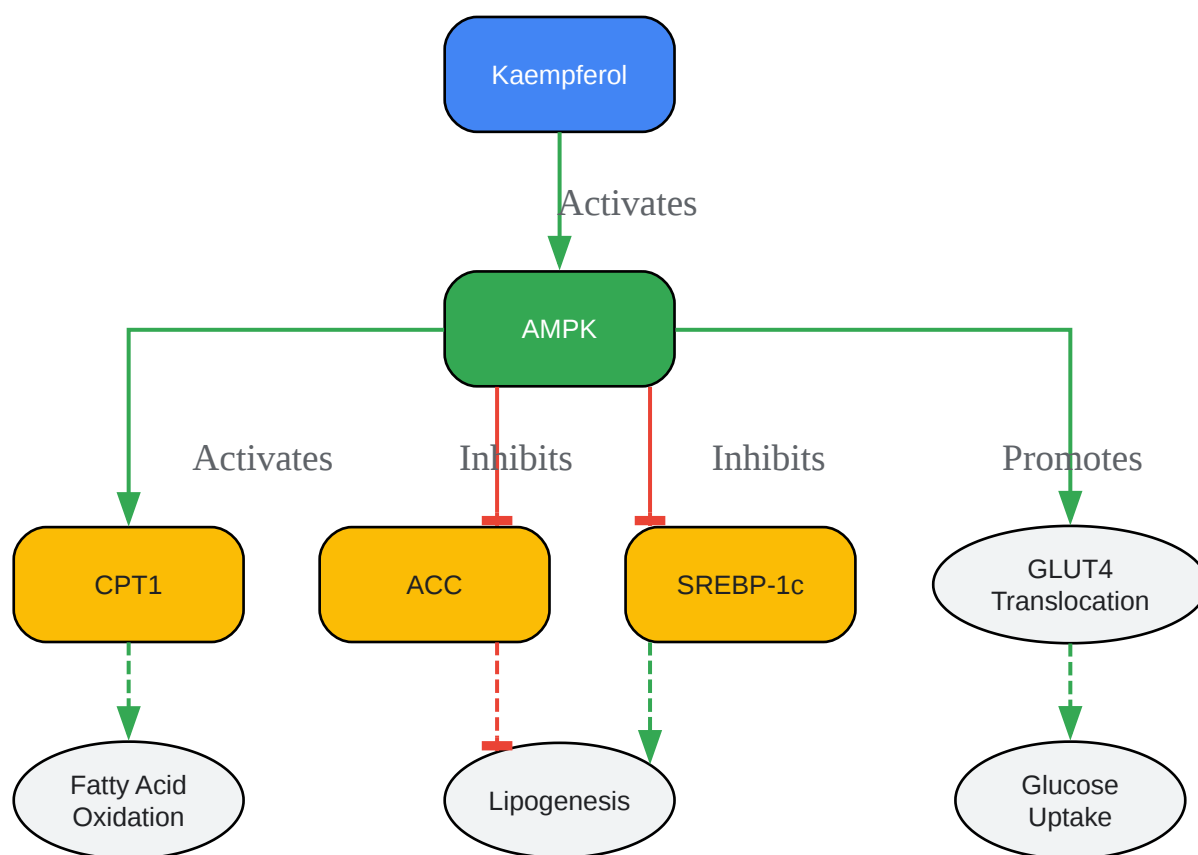 Kaempferol
Activates
AMPK
Activates
Inhibits
Inhibits
Promotes
CPT1
ACC
SREBP-1c
GLUT4
Translocation
Fatty Acid
Oxidation
Lipogenesis
Glucose
Uptake